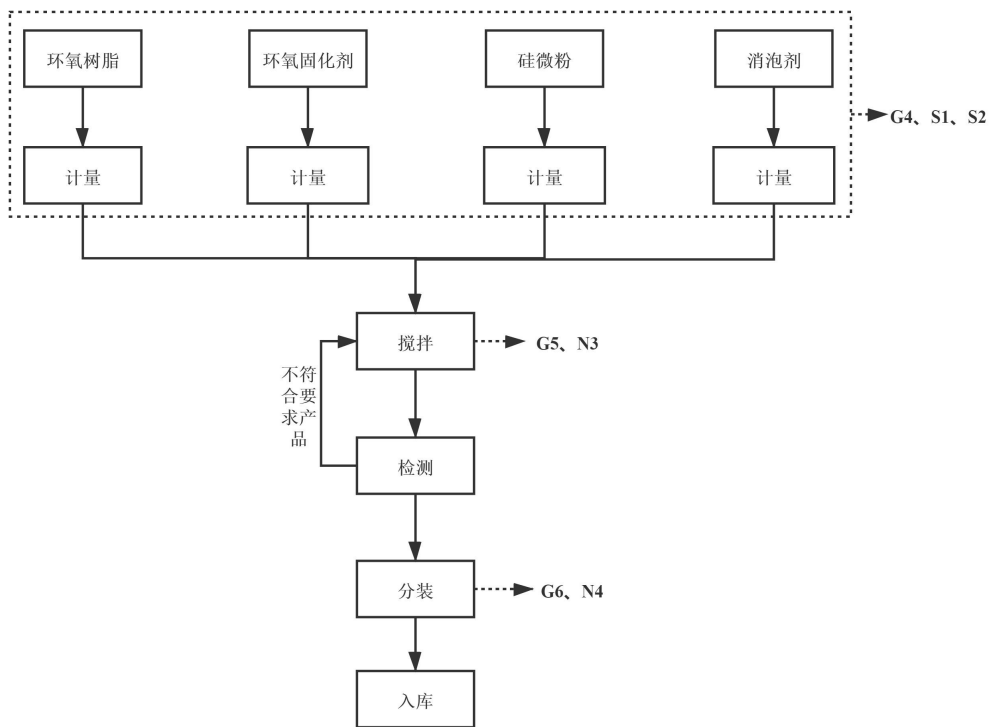 环氧树脂
环氧固化剂
硅微粉
消泡剂
G4、S1、S2
计量
计量
计量
计量
搅拌
G5、N3
不符
合要
求产
品
检测
分装
G6、N4
入库